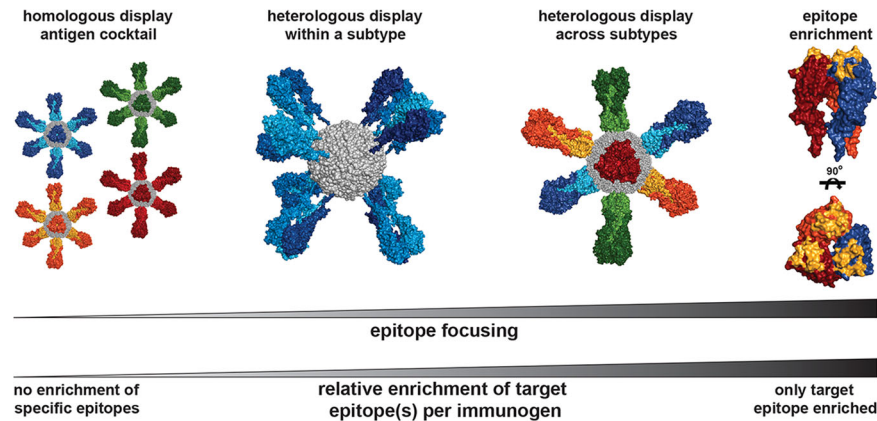 homologous display
antigen cocktail
heterologous display
within a subtype
heterologous display
across subtypes
epitope
enrichment
90°
epitope focusing
no enrichment of
specific epitopes
relative enrichment of target
epitope(s) per immunogen
only target
epitope enriched